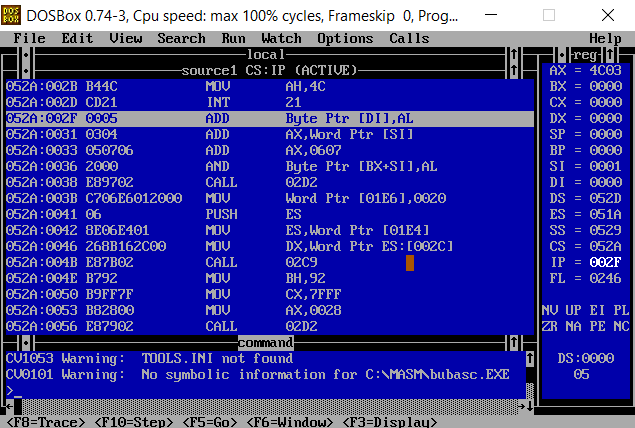 DOSBox 0.74-3, Cpu speed: max 100% cycles, Frameskip 0, Prog...
File Edit View Search Run Watch Options Calls Help
local
source1 CS:IP (ACTIVE)
052A:002B B44C MOV AH,4C
052A:002D CD21 INT 21
052A:002F 0005 ADD Byte Ptr [DI],AL
052A:0031 0304 ADD AX,Word Ptr [SI]
052A:0033 050706 ADD AX,0607
052A:0036 2000 AND Byte Ptr [BX+SI],AL
052A:0038 E89702 CALL 02D2
052A:003B C706E6012000 MOV Word Ptr [01E6],0020
052A:0041 06 PUSH ES
052A:0042 8E06E401 MOV ES,Word Ptr [01E4]
052A:0046 268B162C00 MOV DX,Word Ptr ES:[002C]
052A:004B E87B02 CALL 02C9
052A:004E B792 MOV BH,92
052A:0050 B9FF7F MOV CX,7FFF
052A:0053 B82800 MOV AX,0028
052A:0056 E87902 CALL 02D2
command
CV1053 Warning: TOOLS.INI not found
CV0101 Warning: No symbolic information for C:\MASM\bubasc.EXE
>_
reg
AX = 4C03
BX = 0000
CX = 0000
DX = 0000
SP = 0000
BP = 0000
SI = 0001
DI = 0000
DS = 052D
ES = 051A
SS = 0529
CS = 052A
IP = 002F
FL = 0246
NV UP EI PL
ZR NA PE NC
DS:0000
05
<F8=Trace> <F10=Step> <F5=Go> <F6=Window> <F3=Display>